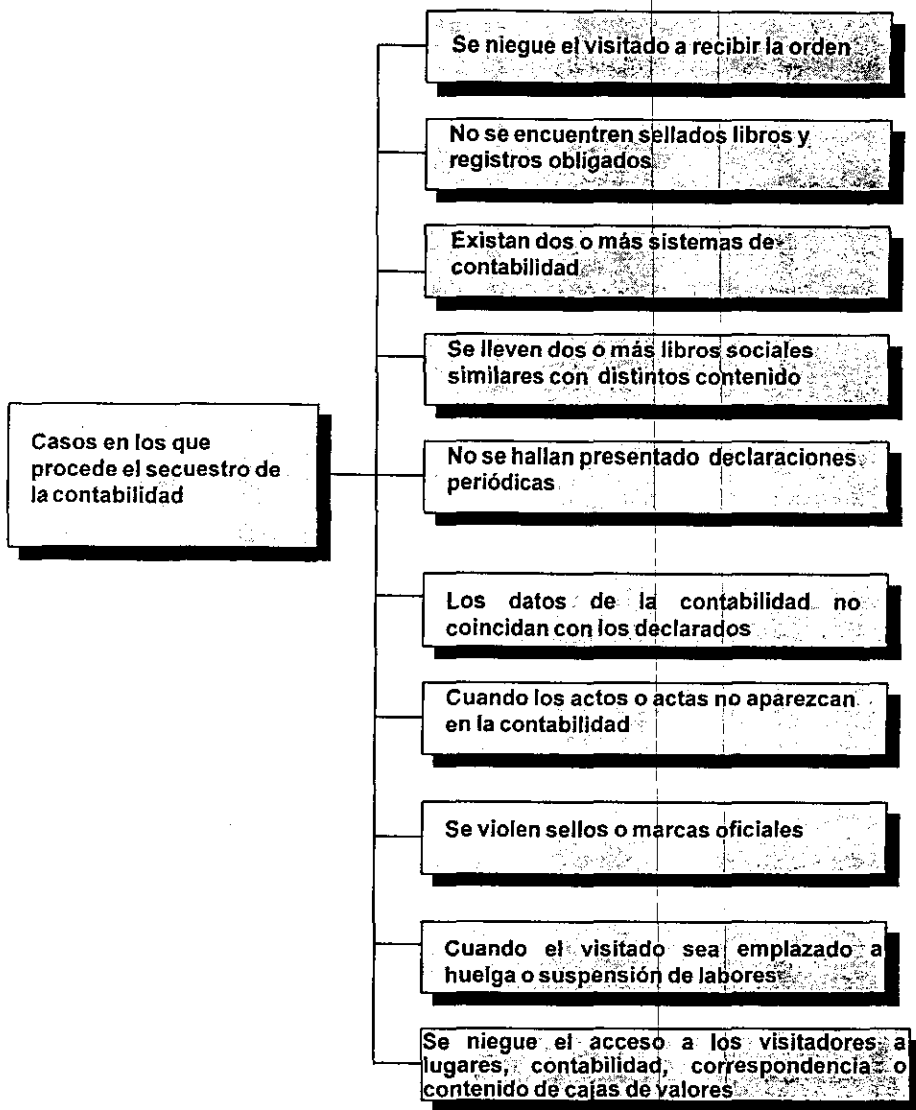 Casos en los que
procede el secuestro de
la contabilidad
Se niegue el visitado a recibir la orden
No se encuentren sellados libros y
registros obligados
Existan dos o más sistemas de
contabilidad
Se lleven dos o más libros sociales
similares con distintos contenido
No se hallan presentado declaraciones
periódicas
Los datos de la contabilidad no
coincidan con los declarados
Cuando los actos o actas no aparezcan
en la contabilidad
Se violen sellos o marcas oficiales
Cuando el visitado sea emplazado a
huelga o suspensión de labores
Se niegue el acceso a los visitadores a
lugares, contabilidad, correspondencia o
contenido de cajas de valores